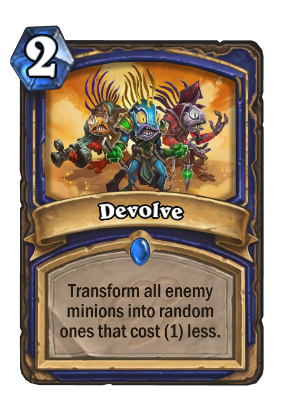 2
Devolve
Transform all enemy
minions into random
ones that cost (1) less.